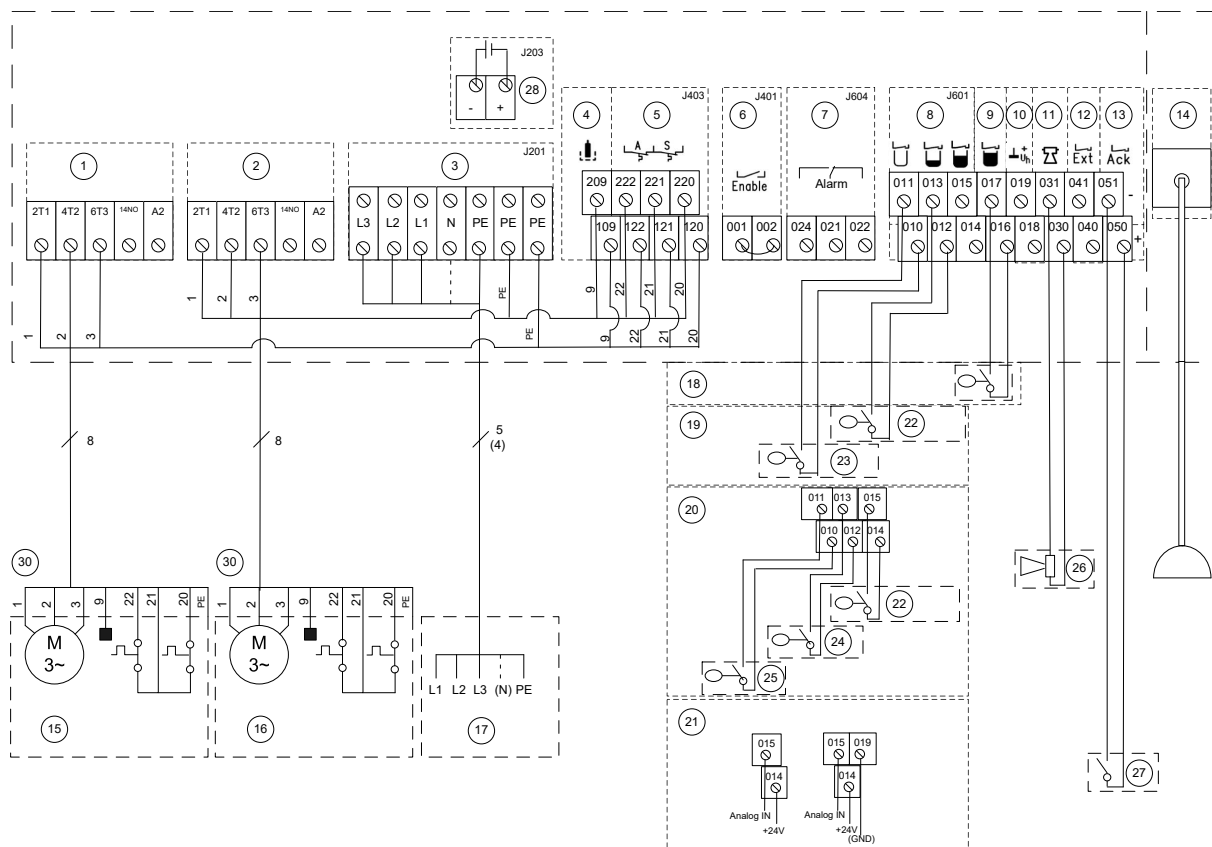 J203
28
- +
4 5 J403
6 J401
7 J604
8 J601 9 10 11 12 13
14
1
2
3 J201
A S
Enable
Alarm
+
Uh
Ext
Ack
2T1 4T2 6T3 14NO A2
2T1 4T2 6T3 14NO A2
L3 L2 L1 N PE PE PE
209 222 221 220
109 122 121 120
001 002
024 021 022
011 013 015 017 019 031 041 051 -
010 012 014 016 018 030 040 050 +
1 2 3
1 2 3
PE
PE
9 22 21 20
9 22 21 20
18
19
22
23
8
8
5
(4)
20
011 013 015
010 012 014
22
24
25
26
30
30
1 2 3 9 22 21 20 PE
1 2 3 9 22 21 20 PE
M
3~
M
3~
L1 L2 L3 (N) PE
15
16
17
21
015
014
Analog IN
+24V
015 019
014
Analog IN
+24V
(GND)
27